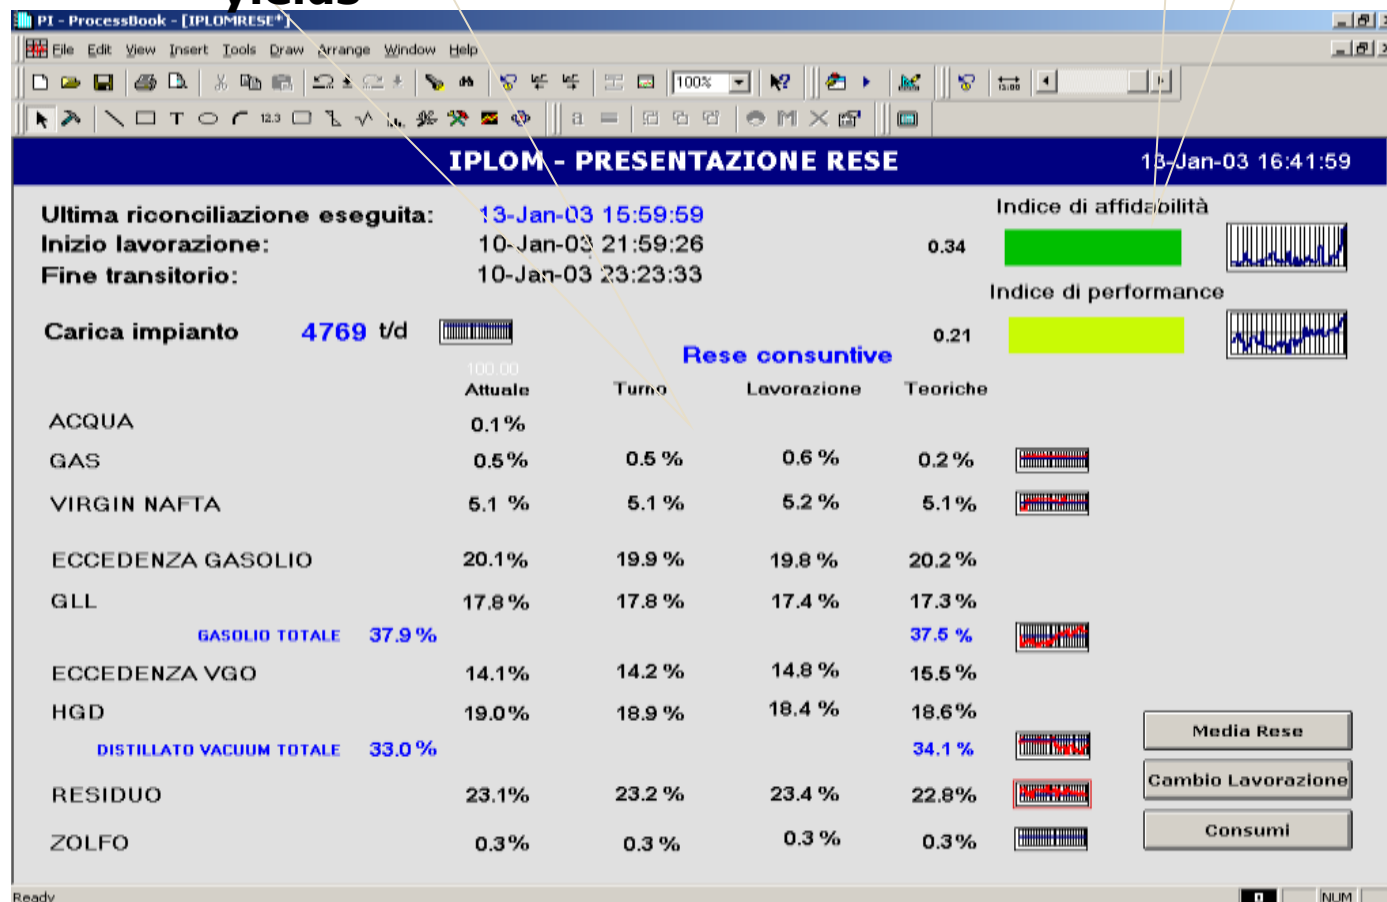 yields
PI - ProcessBook - [IPLOMRESE*]
File Edit View Insert Tools Draw Arrange Window Help
100%
IPLOM - PRESENTAZIONE RESE 13-Jan-03 16:41:59
Ultima riconciliazione eseguita: 13-Jan-03 15:59:59
Inizio lavorazione: 10-Jan-03 21:59:26
Fine transitorio: 10-Jan-03 23:23:33
Indice di affidabilità
0.34
Indice di performance
0.21
Carica impianto 4769 t/d
Rese consuntive
100.00
Attuale Turno Lavorazione Teoriche
ACQUA 0.1%
GAS 0.5% 0.5 % 0.6 % 0.2 %
VIRGIN NAFTA 5.1 % 5.1 % 5.2 % 5.1%
ECCEDENZA GASOLIO 20.1% 19.9 % 19.8 % 20.2 %
GLL 17.8 % 17.8 % 17.4 % 17.3 %
GASOLIO TOTALE 37.9 % 37.5 %
ECCEDENZA VGO 14.1% 14.2 % 14.8 % 15.5 %
HGD 19.0% 18.9 % 18.4 % 18.6%
DISTILLATO VACUUM TOTALE 33.0 % 34.1 %
RESIDUO 23.1% 23.2 % 23.4 % 22.8%
ZOLFO 0.3% 0.3 % 0.3 % 0.3%
Media Rese
Cambio Lavorazione
Consumi
Ready NUM